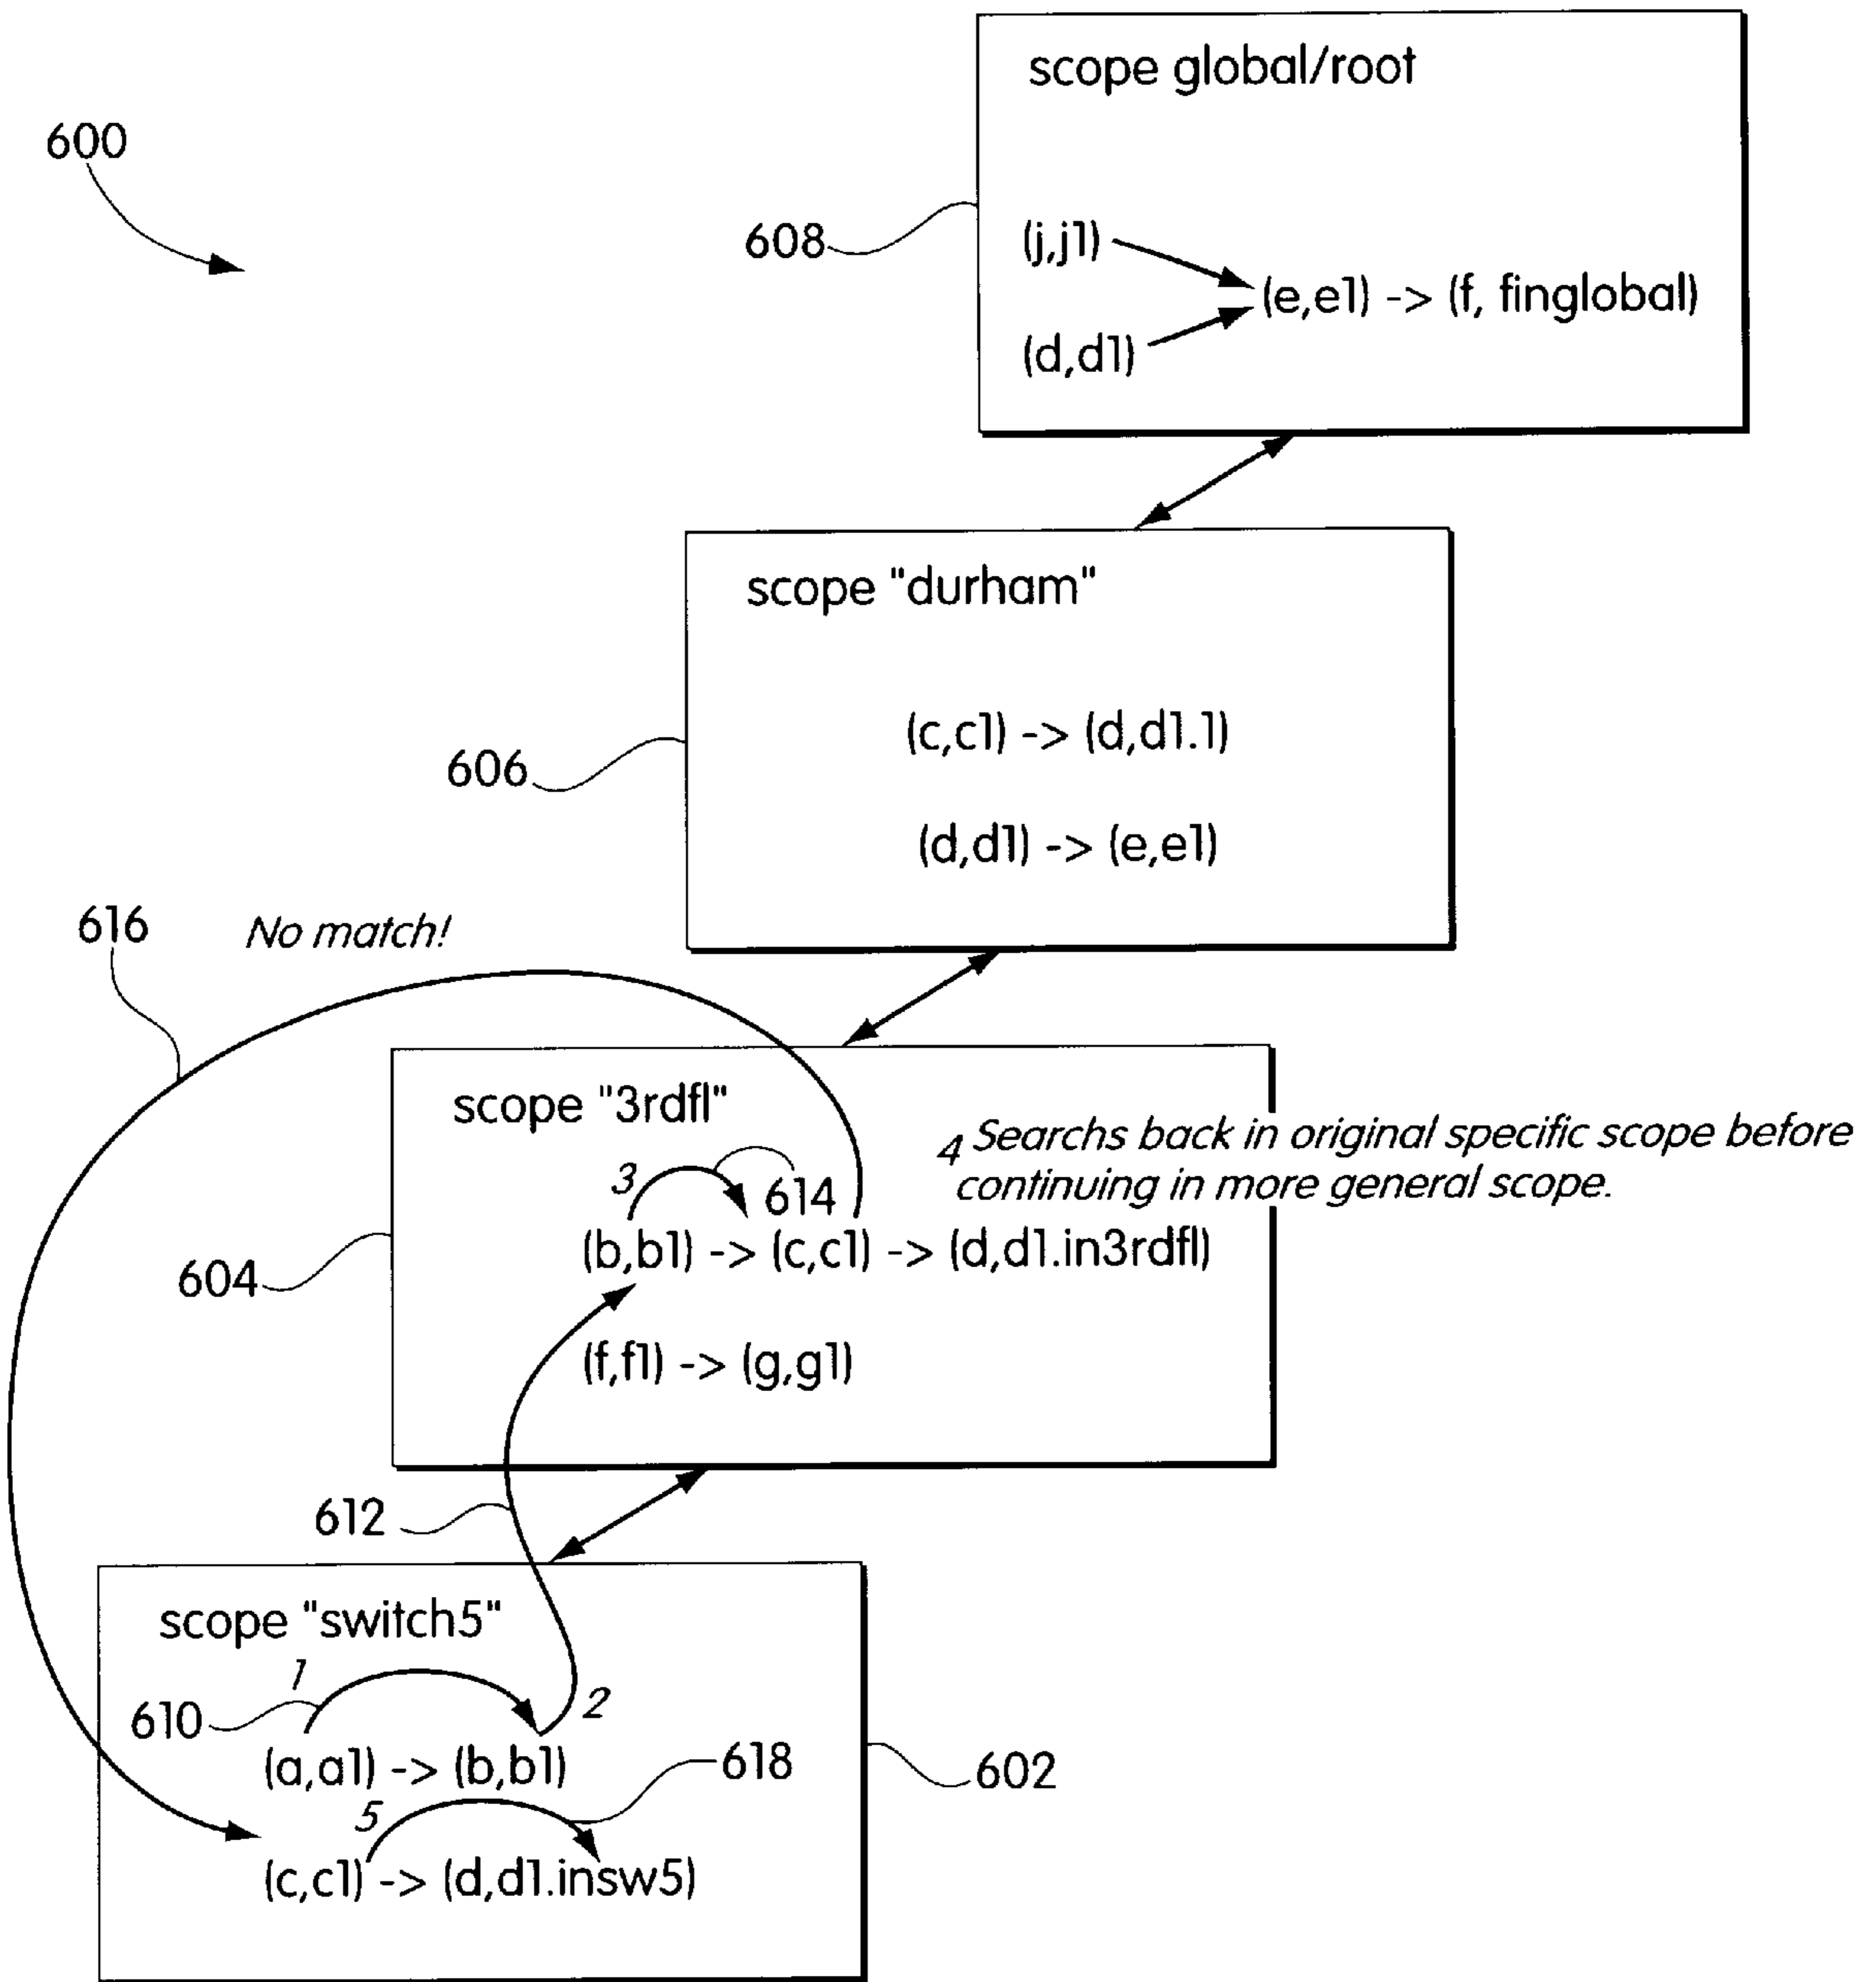 scope global/root
600
608
(j,j1)
(e,e1) -> (f, finglobal)
(d,d1)
scope "durham"
606
(c,c1) -> (d,d1.1)
(d,d1) -> (e,e1)
616
No match!
scope "3rdfl"
4 Searchs back in original specific scope before
continuing in more general scope.
3
614
604
(b,b1) -> (c,c1) -> (d,d1.in3rdfl)
(f,f1) -> (g,g1)
612
scope "switch5"
1
2
610
(a,a1) -> (b,b1)
618
602
5
(c,c1) -> (d,d1.insw5)